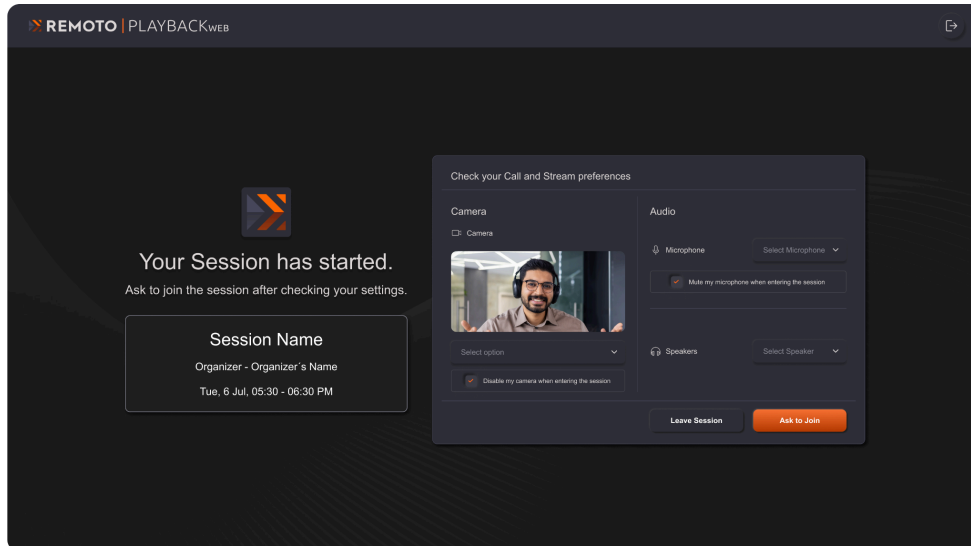 REMOTO | PLAYBACK WEB
Your Session has started.
Ask to join the session after checking your settings.
Session Name
Organizer - Organizer´s Name
Tue, 6 Jul, 05:30 - 06:30 PM
Check your Call and Stream preferences
Camera
Camera
Select option
Disable my camera when entering the session
Audio
Microphone
Select Microphone
Mute my microphone when entering the session
Speakers
Select Speaker
Leave Session
Ask to Join